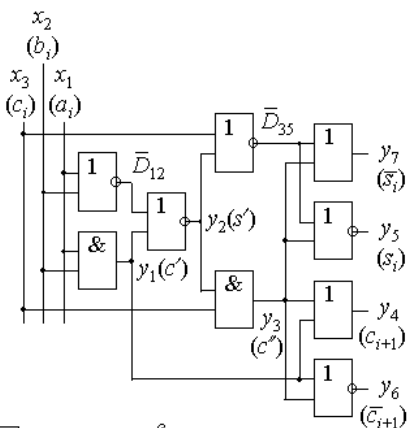 x₂
(bᵢ)
x₃ x₁
(cᵢ) (aᵢ)
1
D̅₃₅
1
y₇
(s̅ᵢ)
1
D̅₁₂
1
y₂(s′)
1
y₅
(sᵢ)
&
y₁(c′)
&
y₃
(c″)
1
y₄
(cᵢ₊₁)
1
y₆
(c̅ᵢ₊₁)